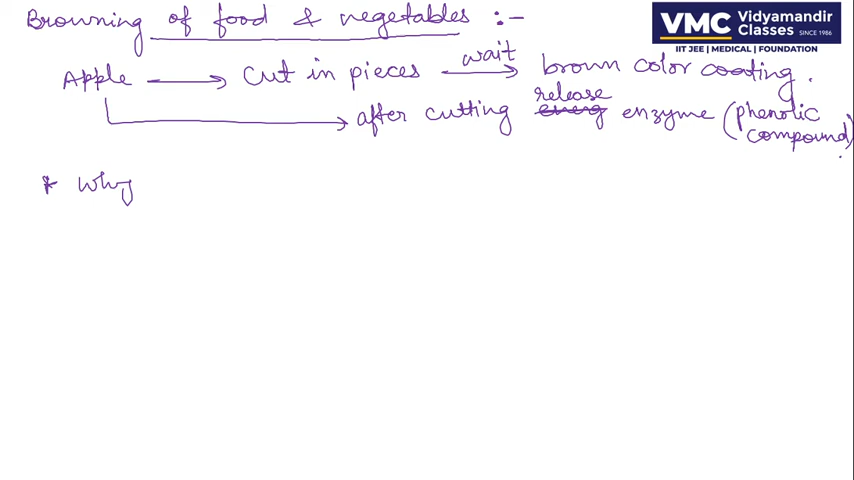 Browning of food & vegetables :-
VMC Vidyamandir Classes SINCE 1986
IIT JEE | MEDICAL | FOUNDATION
Apple → cut in pieces wait → brown color coating.
→ after cutting release enzyme (phenolic compound)
* Why